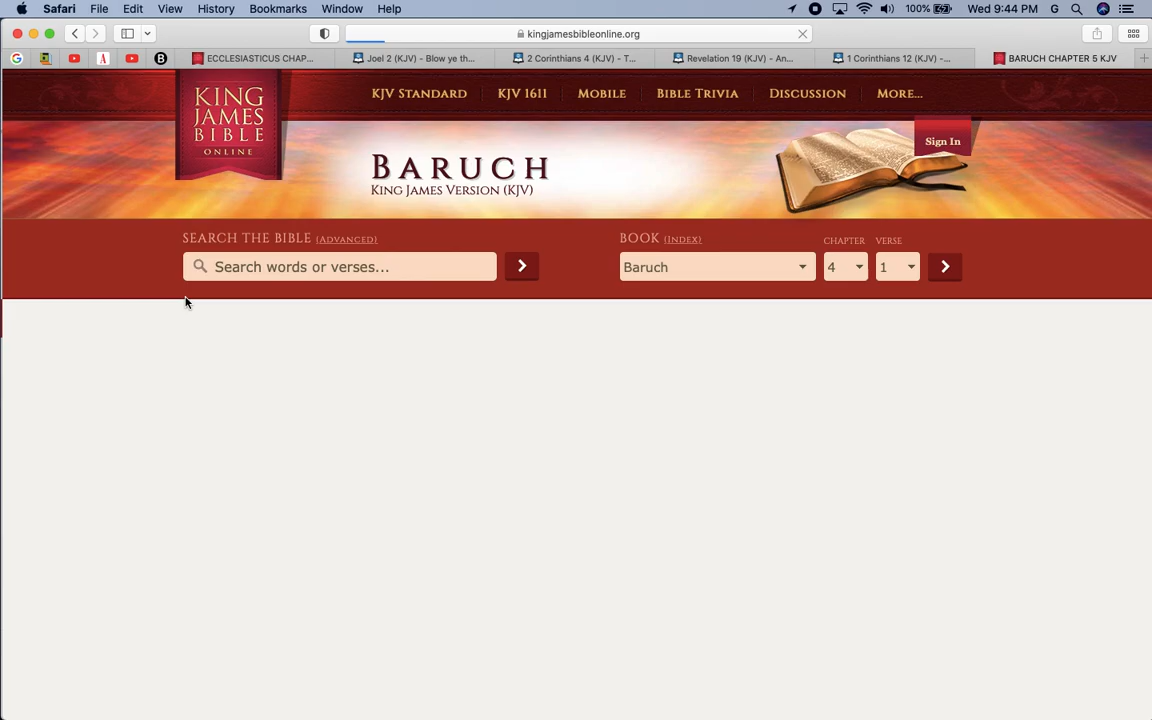 Safari File Edit View History Bookmarks Window Help 100% Wed 9:44 PM G
kingjamesbibleonline.org
G A B ECCLESIASTICUS CHAP... Joel 2 (KJV) - Blow ye th... 2 Corinthians 4 (KJV) - T... Revelation 19 (KJV) - An... 1 Corinthians 12 (KJV) -... BARUCH CHAPTER 5 KJV
KING
JAMES
BIBLE
ONLINE
KJV STANDARD KJV 1611 MOBILE BIBLE TRIVIA DISCUSSION MORE...
Sign In
BARUCH
KING JAMES VERSION (KJV)
SEARCH THE BIBLE (ADVANCED) BOOK (INDEX) CHAPTER VERSE
Search words or verses... Baruch 4 1